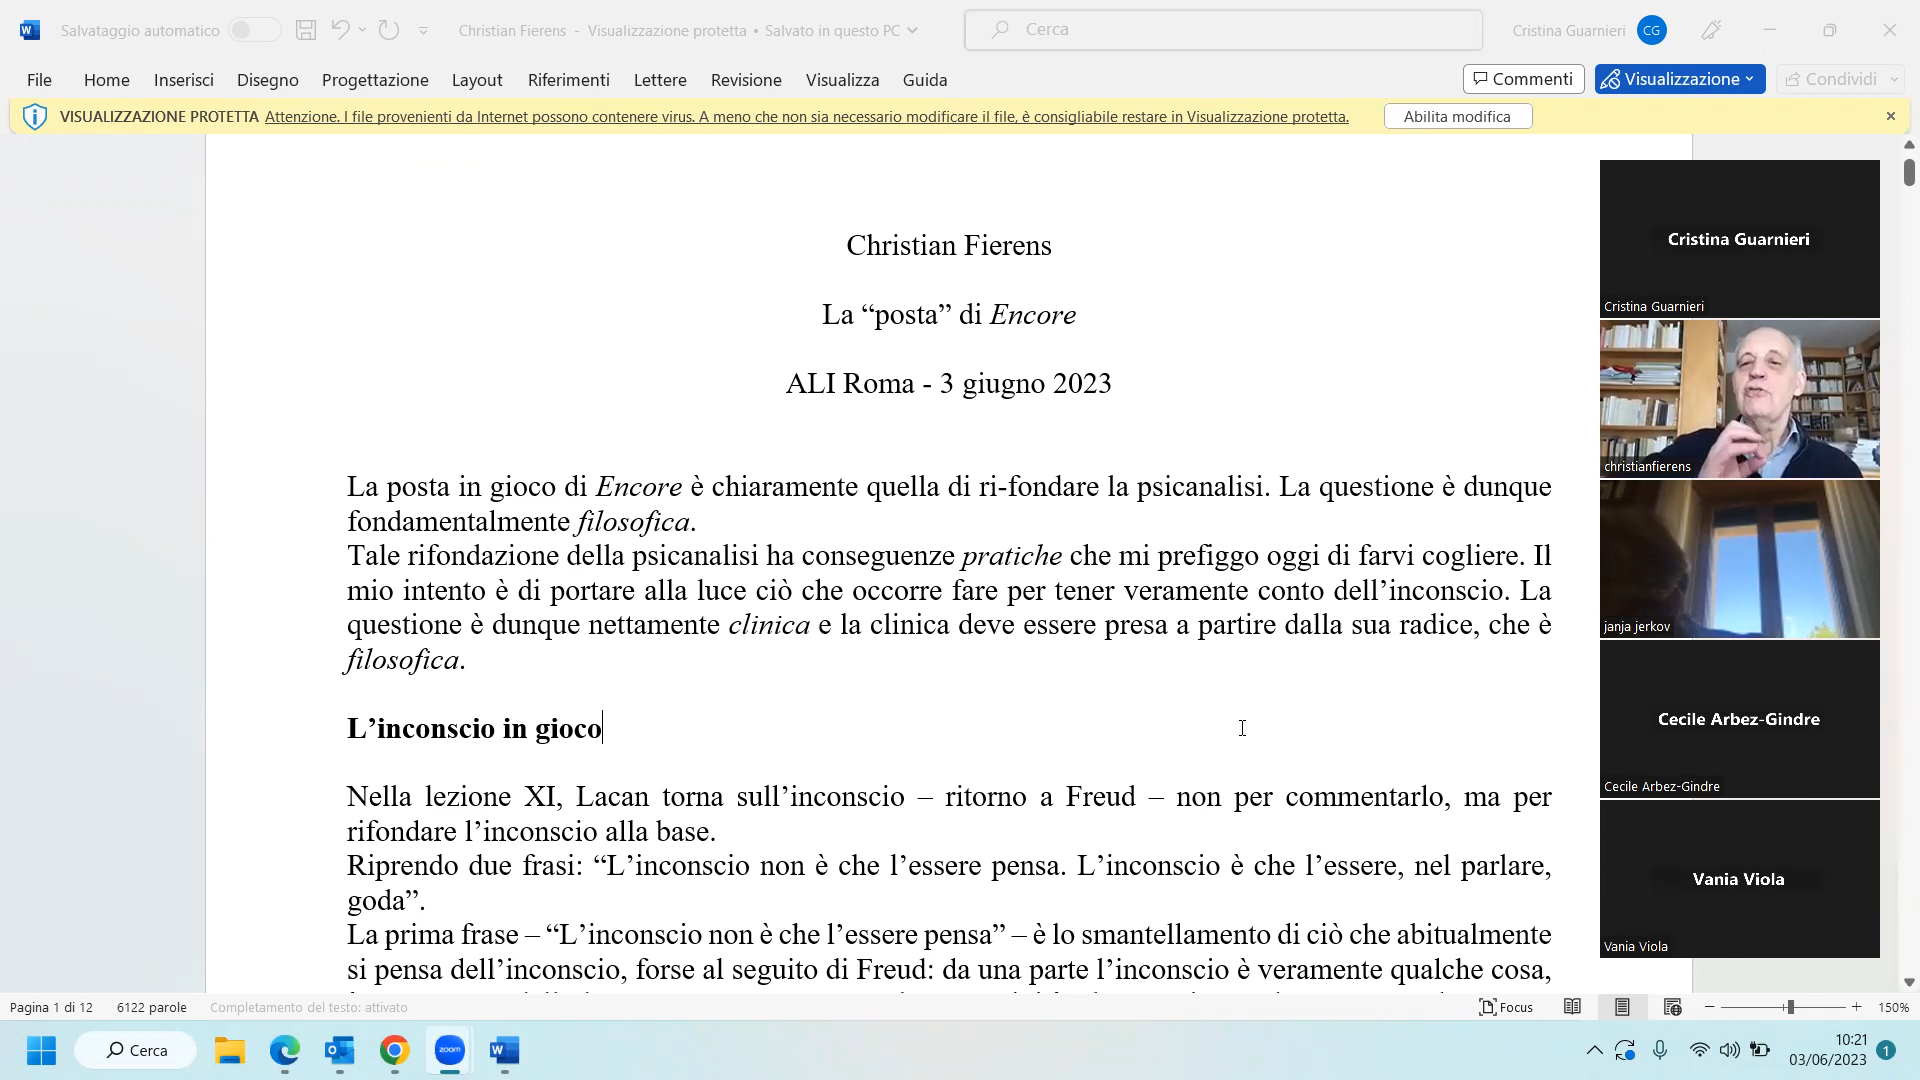 Salvataggio automatico
Christian Fierens - Visualizzazione protetta • Salvato in questo PC
Cerca
Cristina Guarnieri
CG
File Home Inserisci Disegno Progettazione Layout Riferimenti Lettere Revisione Visualizza Guida
Commenti
Visualizzazione
Condividi
VISUALIZZAZIONE PROTETTA Attenzione. I file provenienti da Internet possono contenere virus. A meno che non sia necessario modificare il file, è consigliabile restare in Visualizzazione protetta.
Abilita modifica
Christian Fierens
La “posta” di Encore
ALI Roma - 3 giugno 2023
La posta in gioco di Encore è chiaramente quella di ri-fondare la psicanalisi. La questione è dunque
fondamentalmente filosofica.
Tale rifondazione della psicanalisi ha conseguenze pratiche che mi prefiggo oggi di farvi cogliere. Il
mio intento è di portare alla luce ciò che occorre fare per tener veramente conto dell’inconscio. La
questione è dunque nettamente clinica e la clinica deve essere presa a partire dalla sua radice, che è
filosofica.
L’inconscio in gioco
Nella lezione XI, Lacan torna sull’inconscio – ritorno a Freud – non per commentarlo, ma per
rifondare l’inconscio alla base.
Riprendo due frasi: “L’inconscio non è che l’essere pensa. L’inconscio è che l’essere, nel parlare,
goda”.
La prima frase – “L’inconscio non è che l’essere pensa” – è lo smantellamento di ciò che abitualmente
si pensa dell’inconscio, forse al seguito di Freud: da una parte l’inconscio è veramente qualche cosa,
Cristina Guarnieri
Cristina Guarnieri
christianfierens
janja jerkov
Cecile Arbez-Gindre
Cecile Arbez-Gindre
Vania Viola
Vania Viola
Pagina 1 di 12
6122 parole
Completamento del testo: attivato
Focus
150%
Cerca
zoom
10:21
03/06/2023
1